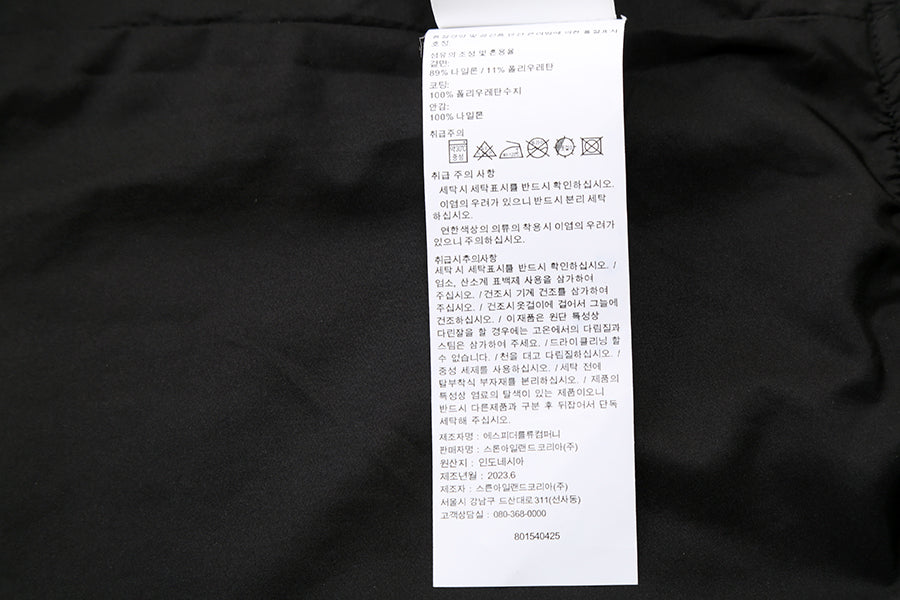 섬유의 조성 및 혼용율
겉면:
89% 나일론 / 11% 폴리우레탄
코팅:
100% 폴리우레탄수지
안감:
100% 나일론
취급주의
약30℃
중성
취급 주의 사항
세탁시 세탁표시를 반드시 확인하십시오.
이염의 우려가 있으니 반드시 분리 세탁
하십시오.
연한색상의 의류의 착용시 이염의 우려가
있으니 주의하십시오.
취급시추의사항
세탁 시 세탁표시를 반드시 확인하십시오. /
염소, 산소계 표백제 사용을 삼가하여
주십시오. / 건조시 기계 건조를 삼가하여
주십시오. / 건조시옷걸이에 걸어서 그늘에
건조하십시오. / 이재품은 원단 특성상
다린잘을 할 경우에는 고온에서의 다림질과
스팀은 삼가하여 주세요. / 드라이클리닝 할
수 없습니다. / 천을 대고 다림질하십시오. /
중성 세제를 사용하십시오. / 세탁 전에
탈부착식 부자재를 분리하십시오. / 제품의
특성상 염료의 탈색이 있는 제품이오니
반드시 다른제품과 구분 후 뒤집어서 단독
세탁해 주십시오.
제조자명 : 에스피더블류컴퍼니
판매자명 : 스톤아일랜드코리아(주)
원산지 : 인도네시아
제조년월 : 2023.6
제조자 : 스톤아일랜드코리아(주)
서울시 강남구 드산대로 311(선사동)
고객상담실 : 080-368-0000
801540425